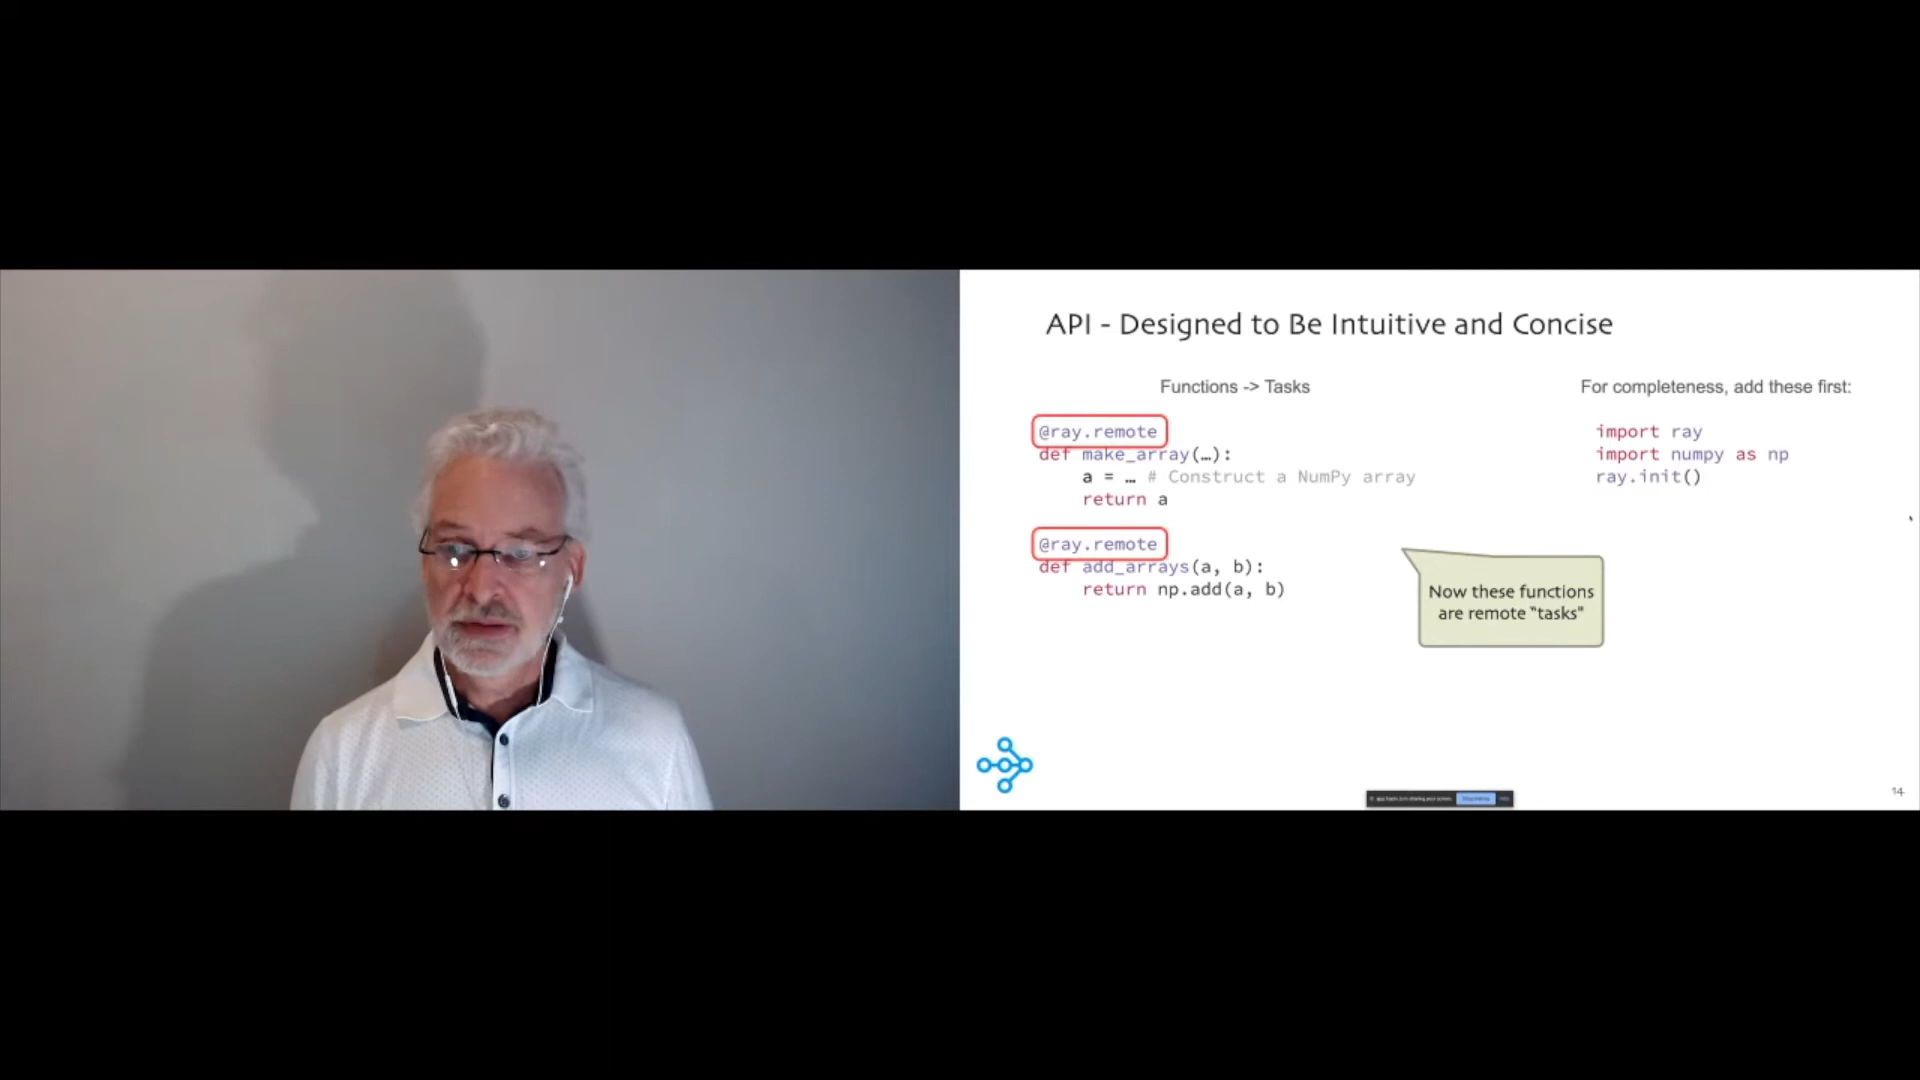 API - Designed to Be Intuitive and Concise
Functions -> Tasks
@ray.remote
def make_array(…):
a = … # Construct a NumPy array
return a
@ray.remote
def add_arrays(a, b):
return np.add(a, b)
For completeness, add these first:
import ray
import numpy as np
ray.init()
Now these functions
are remote “tasks"
14